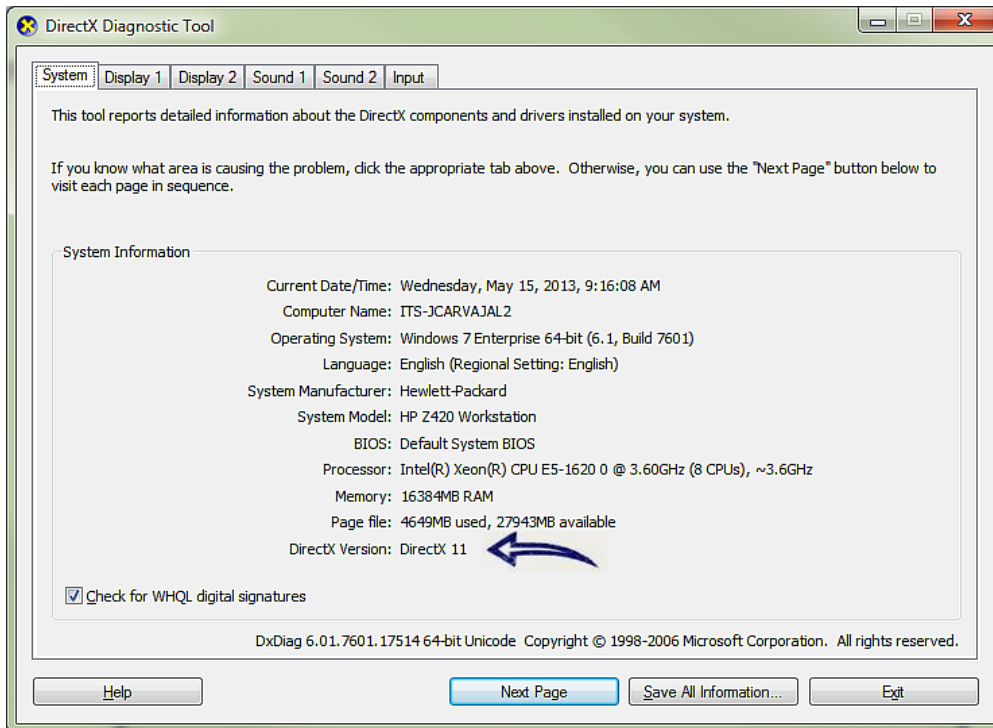 DirectX Diagnostic Tool
System Display 1 Display 2 Sound 1 Sound 2 Input
This tool reports detailed information about the DirectX components and drivers installed on your system.
If you know what area is causing the problem, click the appropriate tab above.  Otherwise, you can use the "Next Page" button below to
visit each page in sequence.
System Information
Current Date/Time: Wednesday, May 15, 2013, 9:16:08 AM
Computer Name: ITS-JCARVAJAL2
Operating System: Windows 7 Enterprise 64-bit (6.1, Build 7601)
Language: English (Regional Setting: English)
System Manufacturer: Hewlett-Packard
System Model: HP Z420 Workstation
BIOS: Default System BIOS
Processor: Intel(R) Xeon(R) CPU E5-1620 0 @ 3.60GHz (8 CPUs), ~3.6GHz
Memory: 16384MB RAM
Page file: 4649MB used, 27943MB available
DirectX Version: DirectX 11
Check for WHQL digital signatures
DxDiag 6.01.7601.17514 64-bit Unicode  Copyright © 1998-2006 Microsoft Corporation.  All rights reserved.
Help Next Page Save All Information... Exit